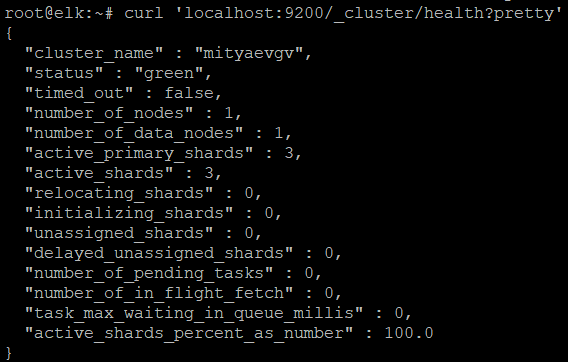 root@elk:~# curl 'localhost:9200/_cluster/health?pretty'
{
  "cluster_name" : "mityaevgv",
  "status" : "green",
  "timed_out" : false,
  "number_of_nodes" : 1,
  "number_of_data_nodes" : 1,
  "active_primary_shards" : 3,
  "active_shards" : 3,
  "relocating_shards" : 0,
  "initializing_shards" : 0,
  "unassigned_shards" : 0,
  "delayed_unassigned_shards" : 0,
  "number_of_pending_tasks" : 0,
  "number_of_in_flight_fetch" : 0,
  "task_max_waiting_in_queue_millis" : 0,
  "active_shards_percent_as_number" : 100.0
}